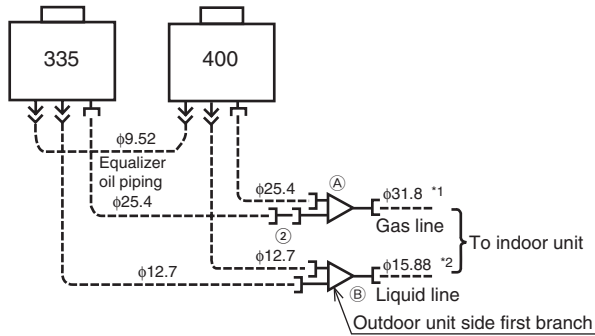 335
400
φ9.52
Equalizer
oil piping
φ25.4
φ25.4
Ⓐ
φ31.8 *1
Gas line
②
To indoor unit
φ12.7
φ12.7
φ15.88 *2
Ⓑ
Liquid line
Outdoor unit side first branch